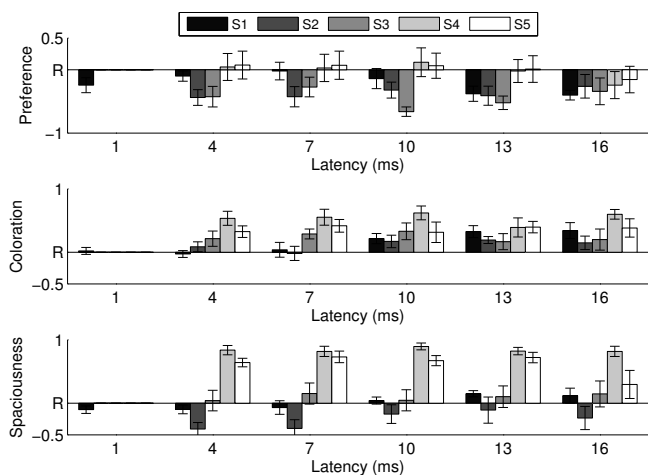 S1 S2 S3 S4 S5
0.5
R
−1
Preference
1 4 7 10 13 16
Latency (ms)
1
R
−0.5
Coloration
1 4 7 10 13 16
Latency (ms)
1
R
−0.5
Spaciousness
1 4 7 10 13 16
Latency (ms)